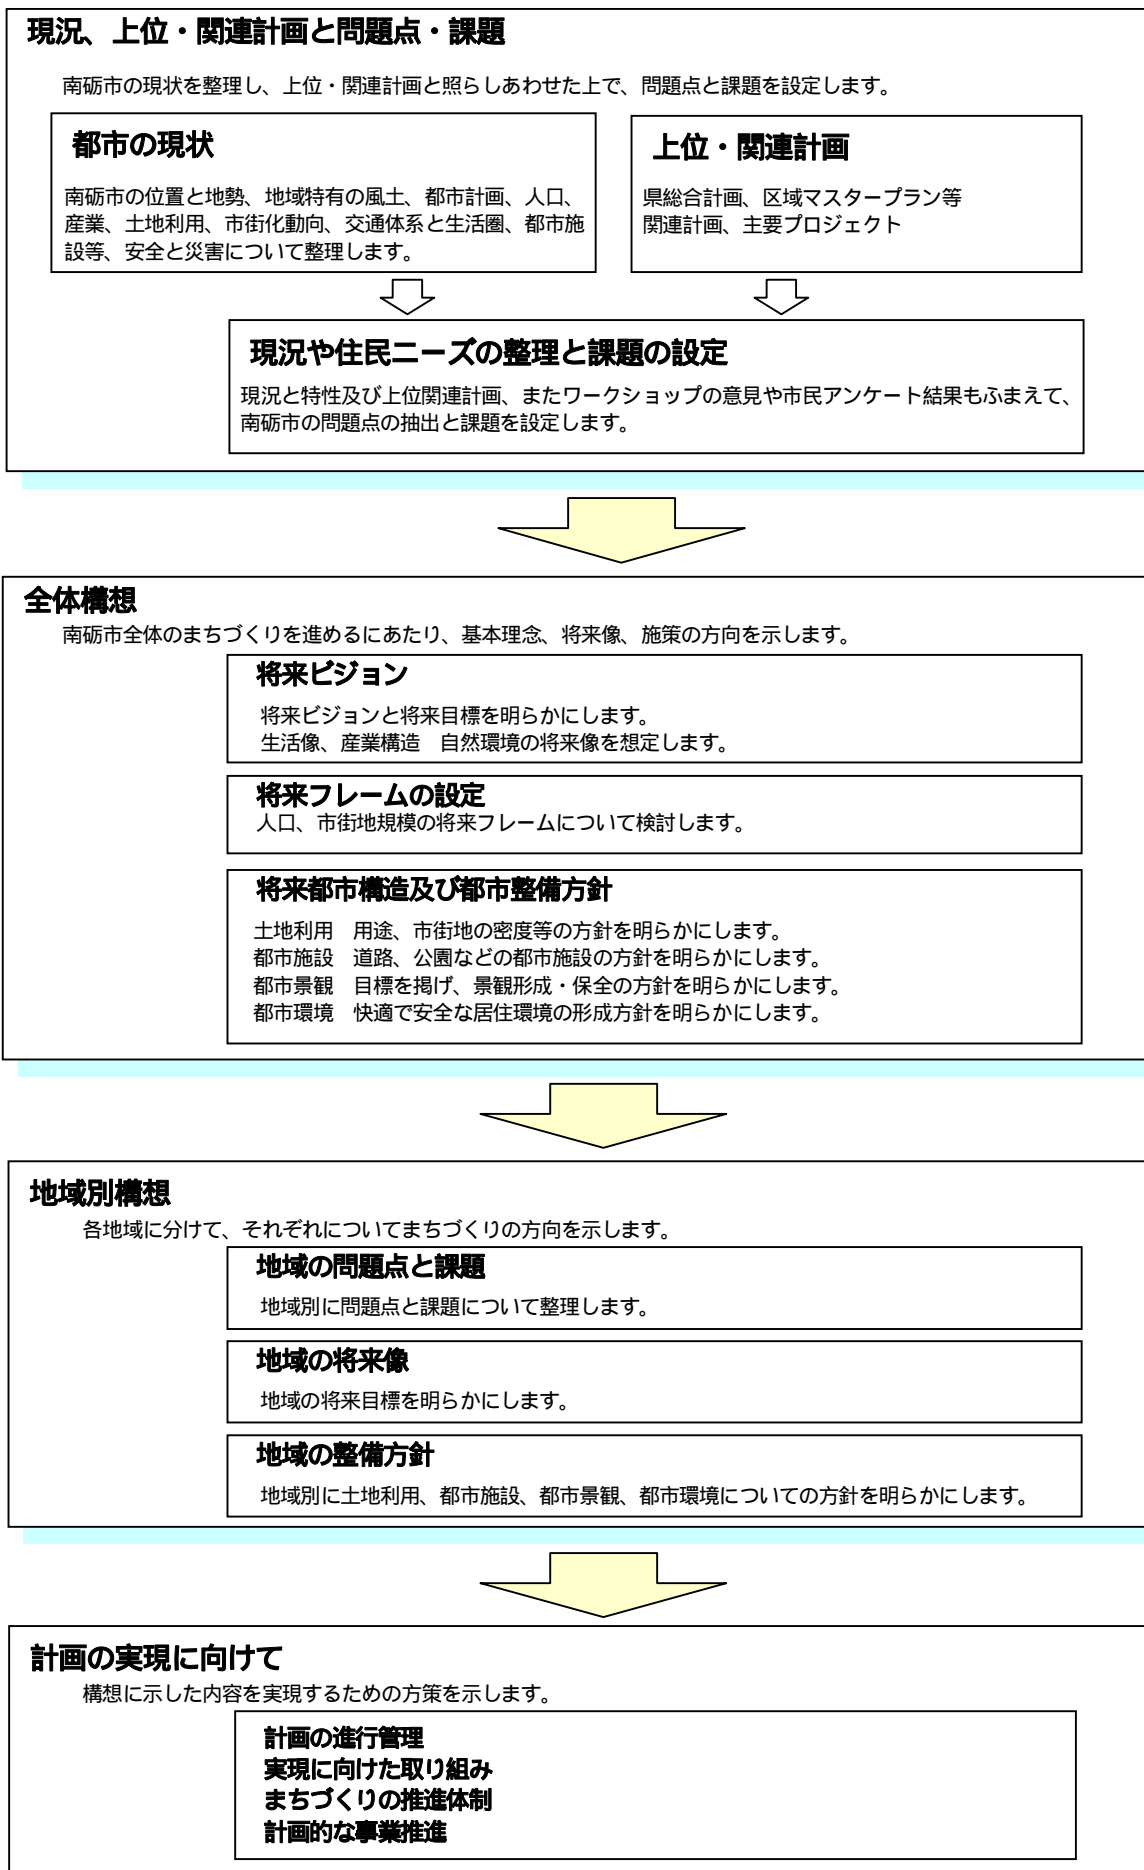 現況、上位・関連計画と問題点・課題
南砺市の現状を整理し、上位・関連計画と照らしあわせた上で、問題点と課題を設定します。
都市の現状
南砺市の位置と地勢、地域特有の風土、都市計画、人口、
産業、土地利用、市街化動向、交通体系と生活圏、都市施
設等、安全と災害について整理します。
上位・関連計画
県総合計画、区域マスタープラン等
関連計画、主要プロジェクト
現況や住民ニーズの整理と課題の設定
現況と特性及び上位関連計画、またワークショップの意見や市民アンケート結果もふまえて、
南砺市の問題点の抽出と課題を設定します。
全体構想
南砺市全体のまちづくりを進めるにあたり、基本理念、将来像、施策の方向を示します。
将来ビジョン
将来ビジョンと将来目標を明らかにします。
生活像、産業構造　自然環境の将来像を想定します。
将来フレームの設定
人口、市街地規模の将来フレームについて検討します。
将来都市構造及び都市整備方針
土地利用　用途、市街地の密度等の方針を明らかにします。
都市施設　道路、公園などの都市施設の方針を明らかにします。
都市景観　目標を掲げ、景観形成・保全の方針を明らかにします。
都市環境　快適で安全な居住環境の形成方針を明らかにします。
地域別構想
各地域に分けて、それぞれについてまちづくりの方向を示します。
地域の問題点と課題
地域別に問題点と課題について整理します。
地域の将来像
地域の将来目標を明らかにします。
地域の整備方針
地域別に土地利用、都市施設、都市景観、都市環境についての方針を明らかにします。
計画の実現に向けて
構想に示した内容を実現するための方策を示します。
計画の進行管理
実現に向けた取り組み
まちづくりの推進体制
計画的な事業推進